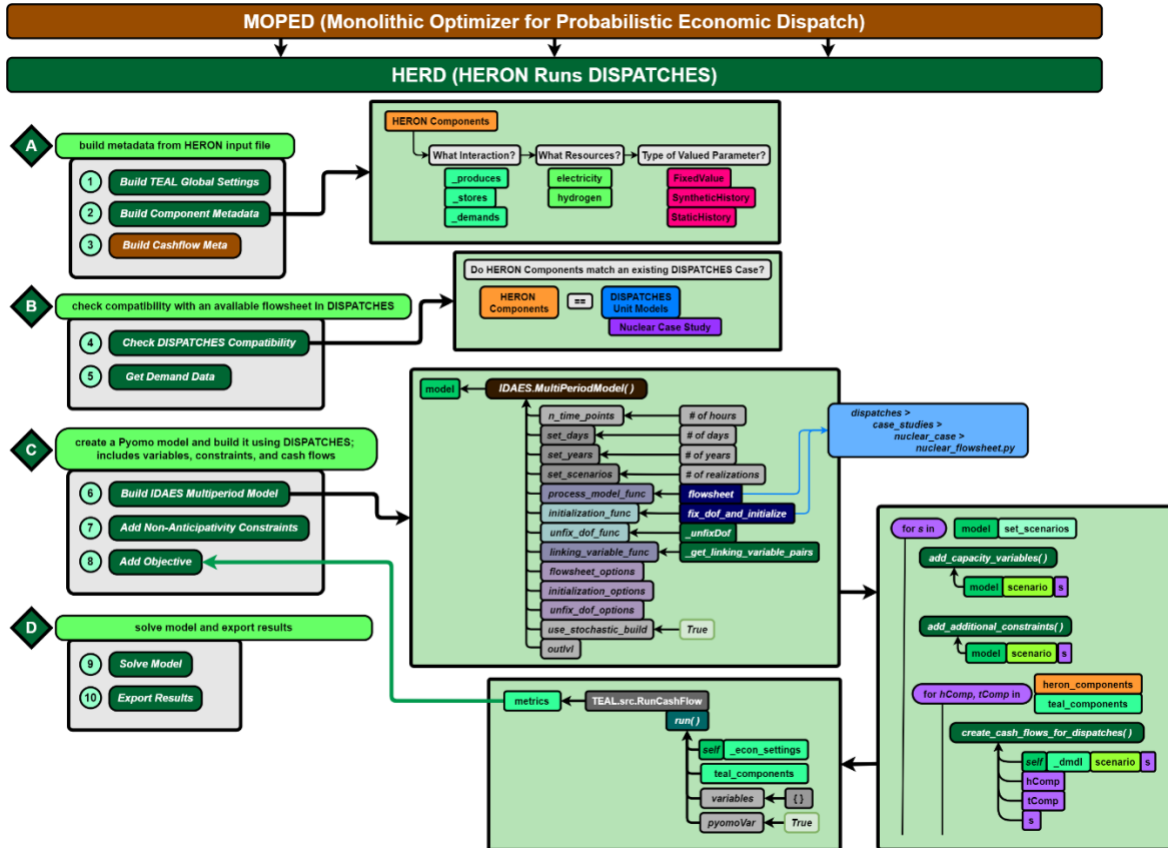 MOPED (Monolithic Optimizer for Probabilistic Economic Dispatch)
HERD (HERON Runs DISPATCHES)
A
build metadata from HERON input file
1
Build TEAL Global Settings
2
Build Component Metadata
3
Build Cashflow Meta
HERON Components
What Interaction?
What Resources?
Type of Valued Parameter?
_produces
electricity
FixedValue
_stores
hydrogen
SyntheticHistory
_demands
StaticHistory
B
check compatibility with an available flowsheet in DISPATCHES
4
Check DISPATCHES Compatibility
5
Get Demand Data
Do HERON Components match an existing DISPATCHES Case?
HERON
Components
==
DISPATCHES
Unit Models
Nuclear Case Study
C
create a Pyomo model and build it using DISPATCHES;
includes variables, constraints, and cash flows
6
Build IDAES Multiperiod Model
7
Add Non-Anticipativity Constraints
8
Add Objective
model
IDAES.MultiPeriodModel( )
n_time_points
# of hours
set_days
# of days
set_years
# of years
set_scenarios
# of realizations
process_model_func
flowsheet
initialization_func
fix_dof_and_initialize
unfix_dof_func
_unfixDof
linking_variable_func
_get_linking_variable_pairs
flowsheet_options
initialization_options
unfix_dof_options
use_stochastic_build
True
outlvl
dispatches >
case_studies >
nuclear_case >
nuclear_flowsheet.py
for s in
model
set_scenarios
add_capacity_variables( )
model
scenario
s
add_additional_constraints( )
model
scenario
s
for hComp, tComp in
heron_components
teal_components
create_cash_flows_for_dispatches( )
self
_dmdl
scenario
s
hComp
tComp
s
D
solve model and export results
9
Solve Model
10
Export Results
metrics
TEAL.src.RunCashFlow
run( )
self
_econ_settings
teal_components
variables
{ }
pyomoVar
True